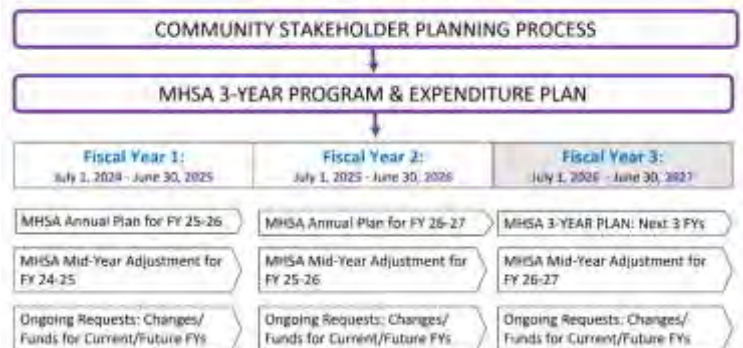 COMMUNITY STAKEHOLDER PLANNING PROCESS
MHSA 3-YEAR PROGRAM & EXPENDITURE PLAN
Fiscal Year 1:
July 1, 2024 - June 30, 2025
Fiscal Year 2:
July 1, 2025 - June 30, 2026
Fiscal Year 3:
July 1, 2026 - June 30, 2027
MHSA Annual Plan for FY 25-26
MHSA Annual Plan for FY 26-27
MHSA 3-YEAR PLAN: Next 3 FYs
MHSA Mid-Year Adjustment for
FY 24-25
MHSA Mid-Year Adjustment for
FY 25-26
MHSA Mid-Year Adjustment for
FY 26-27
Ongoing Requests: Changes/
Funds for Current/Future FYs
Ongoing Requests: Changes/
Funds for Current/Future FYs
Ongoing Requests: Changes/
Funds for Current/Future FYs